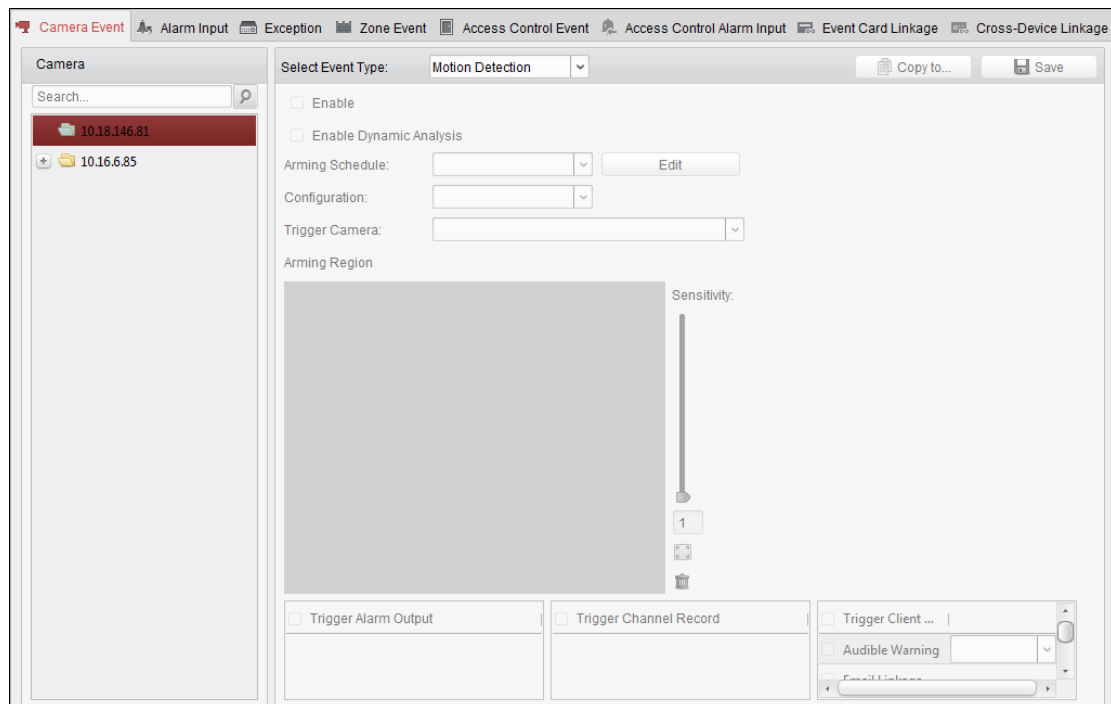 Camera Event Alarm Input Exception Zone Event Access Control Event Access Control Alarm Input Event Card Linkage Cross-Device Linkage
Camera
Search...
10.18.146.81
10.16.6.85
Select Event Type: Motion Detection Copy to... Save
Enable
Enable Dynamic Analysis
Arming Schedule: Edit
Configuration:
Trigger Camera:
Arming Region
Sensitivity:
1
Trigger Alarm Output Trigger Channel Record Trigger Client ...
Audible Warning
Email Linkage